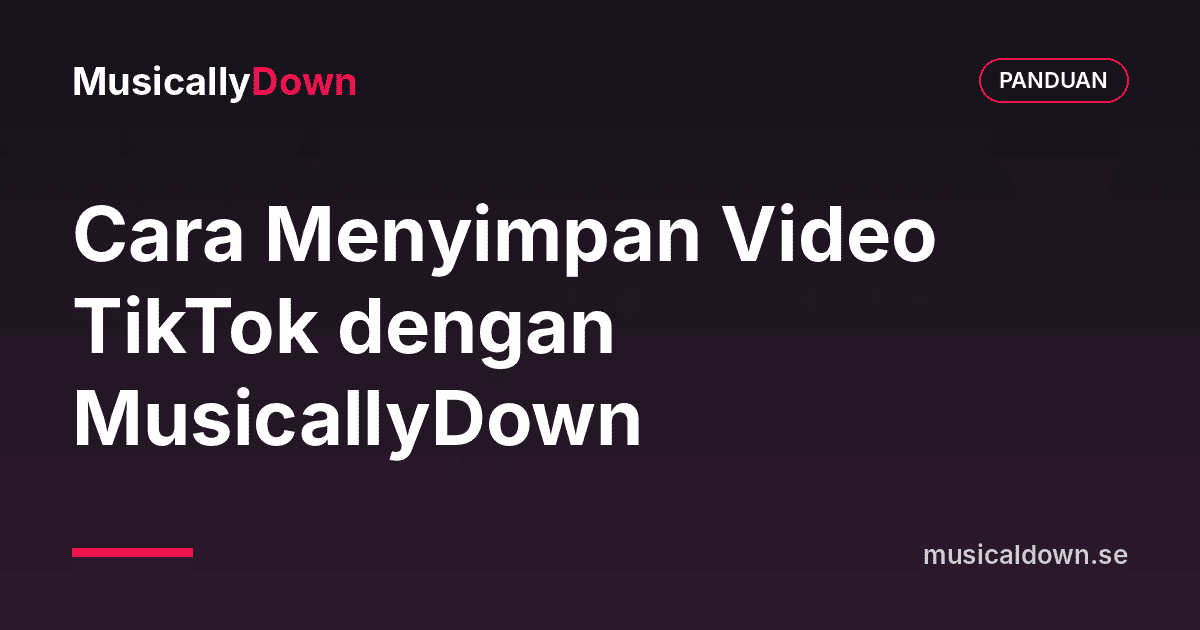 MusicallyDown
PANDUAN
Cara Menyimpan Video
TikTok dengan
MusicallyDown
musicaldown.se